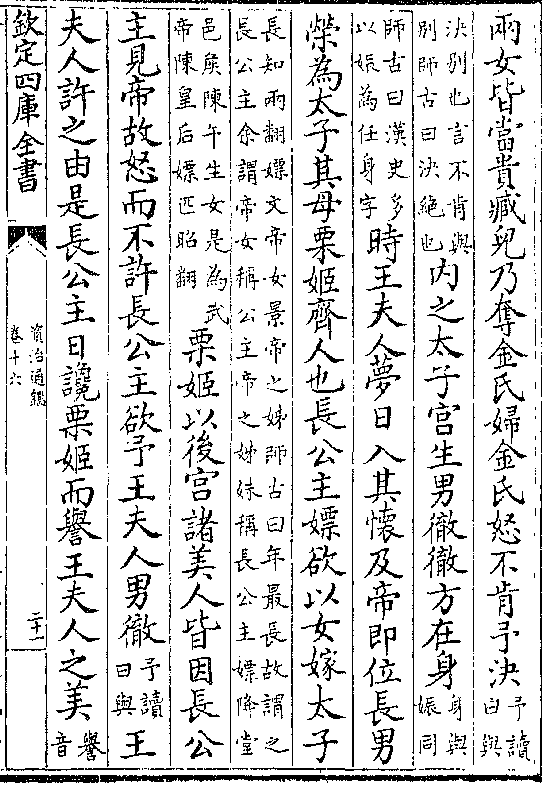 兩女皆當貴臧兒乃奪金氏婦金氏怒不肯予決予讀曰與
決别也言不肯與别師古曰決絶也内之太子宫生男徹徹方在身身與娠同
師古曰漢史多以娠為任身字時王夫人夢日入其懷及帝即位長男
榮為太子其母栗姬齊人也長公主嫖欲以女嫁太子
長知兩翻嫖文帝女景帝之姊師古曰年最長故謂之長公主余謂帝女稱公主帝之姊妹稱長公主嫖降堂
邑矦陳午生女是為武帝陳皇后嫖匹昭翻栗姬以後宫諸美人皆因長公
主見帝故怒而不許長公主欲予王夫人男徹予讀曰與王
夫人許之由是長公主日讒栗姬而譽王夫人之美譽音
欽定四庫全書
資治通鑑
卷十六
二十一